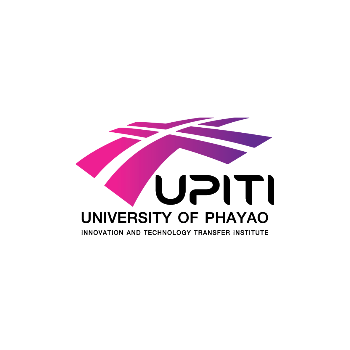 UPITI
UNIVERSITY OF PHAYAO
INNOVATION AND TECHNOLOGY TRANSFER INSTITUTE